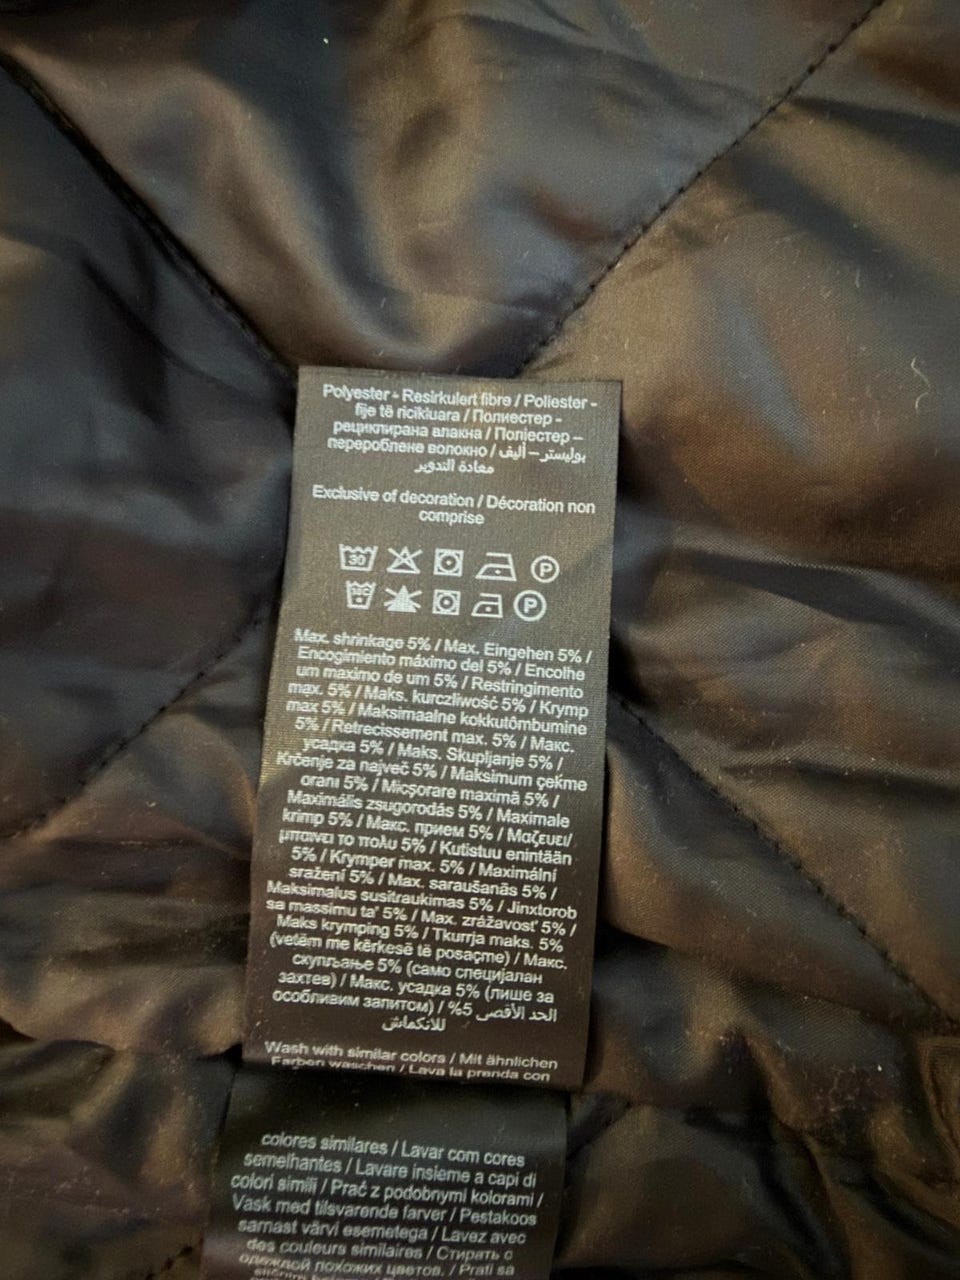 Polyester - Resirkulert fibre / Poliester -
fije të ricikluara / Полиестер -
рециклирана влакна / Поліестер –
перероблене волокно / بوليستر – أليف
معادة التدوير
Exclusive of decoration / Décoration non
comprise
30 P
30C P
Max. shrinkage 5% / Max. Eingehen 5% /
Encogimiento máximo del 5% / Encolhe
um maximo de um 5% / Restringimento
max. 5% / Maks. kurczliwość 5% / Krymp
max 5% / Maksimaalne kokkutõmbumine
5% / Retrecissement max. 5% / Макс.
усадка 5% / Maks. Skupljanje 5% /
Krčenje za največ 5% / Maksimum çekme
oranı 5% / Micşorare maximă 5% /
Maximális zsugorodás 5% / Maximale
krimp 5% / Макс. прием 5% / Μαζευει/
μπαινει το πολυ 5% / Kutistuu enintään
5% / Krymper max. 5% / Maximální
sražení 5% / Max. saraušanās 5% /
Maksimalus susitraukimas 5% / Jinxtorob
sa massimu ta' 5% / Max. zrážavosť 5% /
Maks krymping 5% / Tkurrja maks. 5%
(vetëm me kërkesë të posaçme) / Макс.
скупљање 5% (само специјалан
захтев) / Макс. усадка 5% (лише за
особливим запитом) / %5 الحد الأقصى
للانكماش
Wash with similar colors / Mit ähnlichen
Farben waschen / Lava la prenda con
colores similares / Lavar com cores
semelhantes / Lavare insieme a capi di
colori simili / Prać z podobnymi kolorami /
Vask med tilsvarende farver / Pestakoos
samast värvi esemetega / Lavez avec
des couleurs similaires / Стирать с
одеждой похожих цветов. / Prati sa